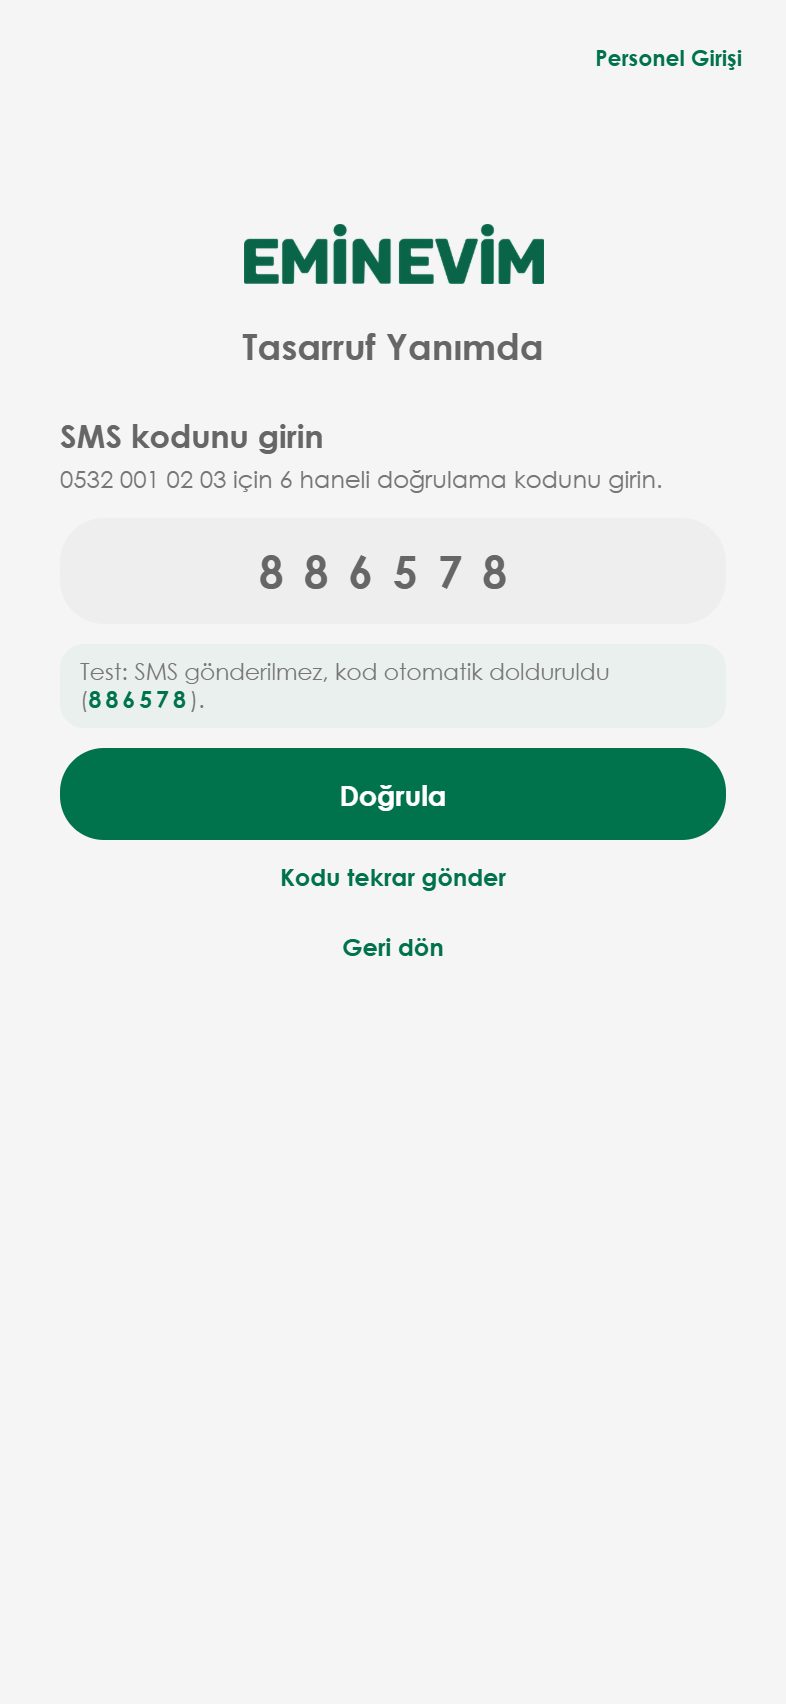 Personel Girişi
EMİNEVİM
Tasarruf Yanımda
SMS kodunu girin
0532 001 02 03 için 6 haneli doğrulama kodunu girin.
8 8 6 5 7 8
Test: SMS gönderilmez, kod otomatik dolduruldu
(886578).
Doğrula
Kodu tekrar gönder
Geri dön